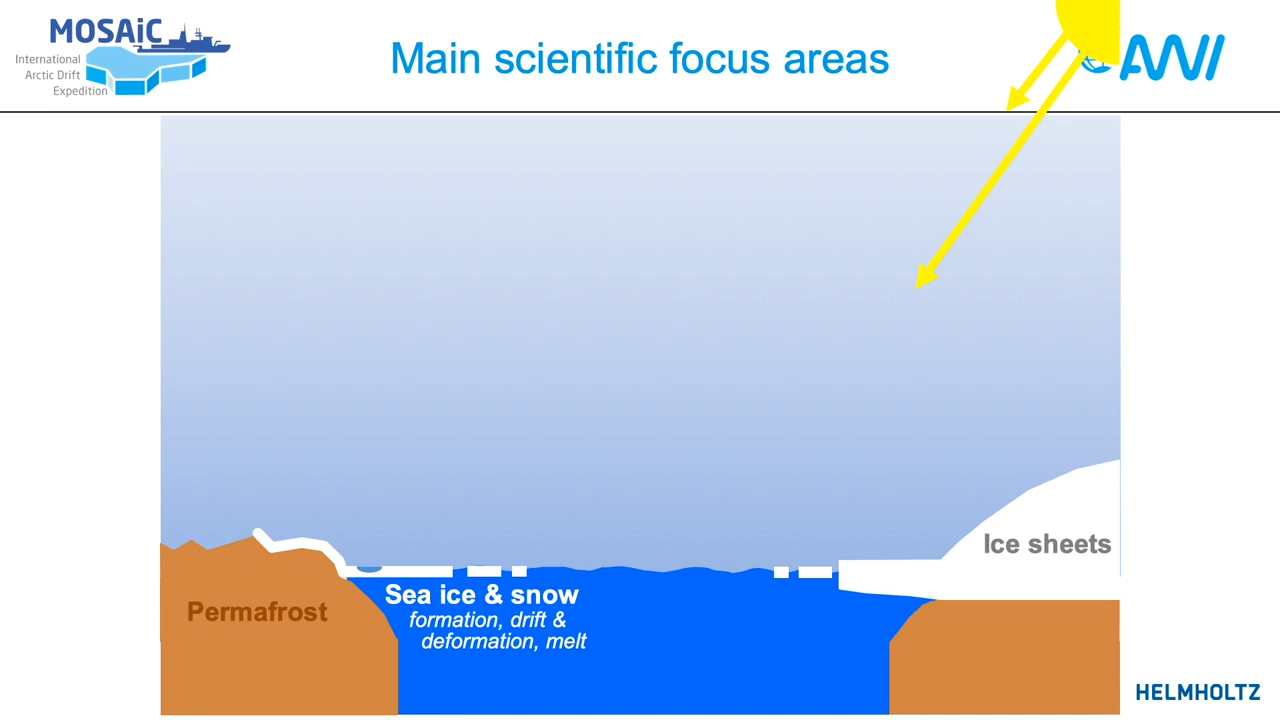 MOSAiC
International
Arctic Drift
Expedition
Main scientific focus areas
AWI
Ice sheets
Permafrost
Sea ice & snow
formation, drift &
deformation, melt
HELMHOLTZ